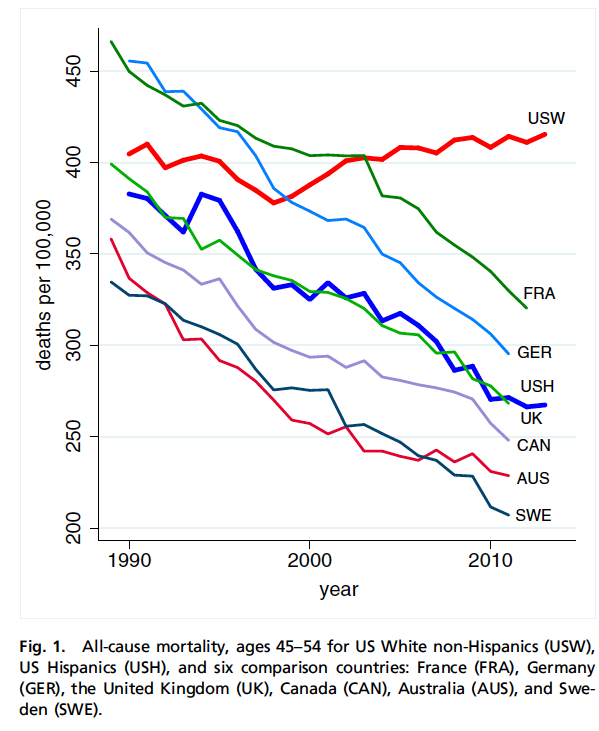 450
400
350
300
250
200
deaths per 100,000
USW
FRA
GER
USH
UK
CAN
AUS
SWE
1990 2000 2010
year
Fig. 1. All-cause mortality, ages 45–54 for US White non-Hispanics (USW),
US Hispanics (USH), and six comparison countries: France (FRA), Germany
(GER), the United Kingdom (UK), Canada (CAN), Australia (AUS), and Swe-
den (SWE).